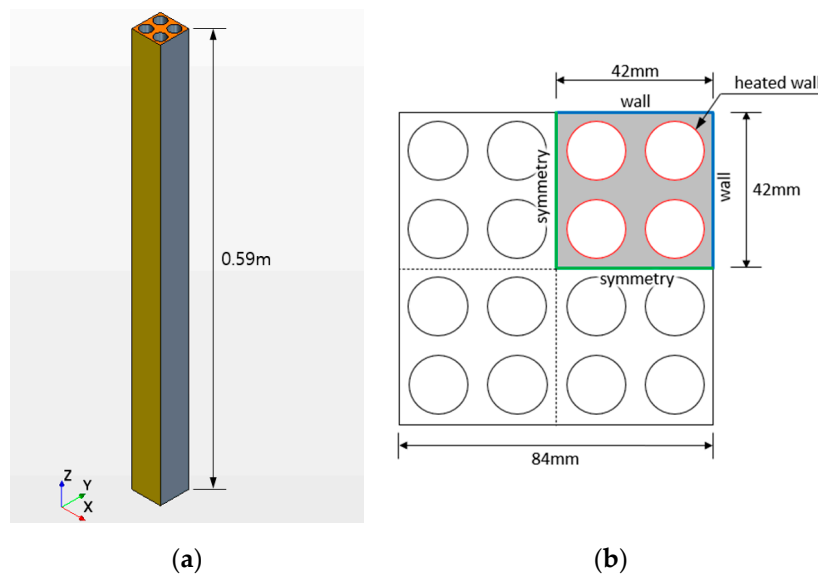 42mm
heated wall
wall
symmetry
wall
42mm
0.59m
symmetry
84mm
Z
Y
X
(a)
(b)